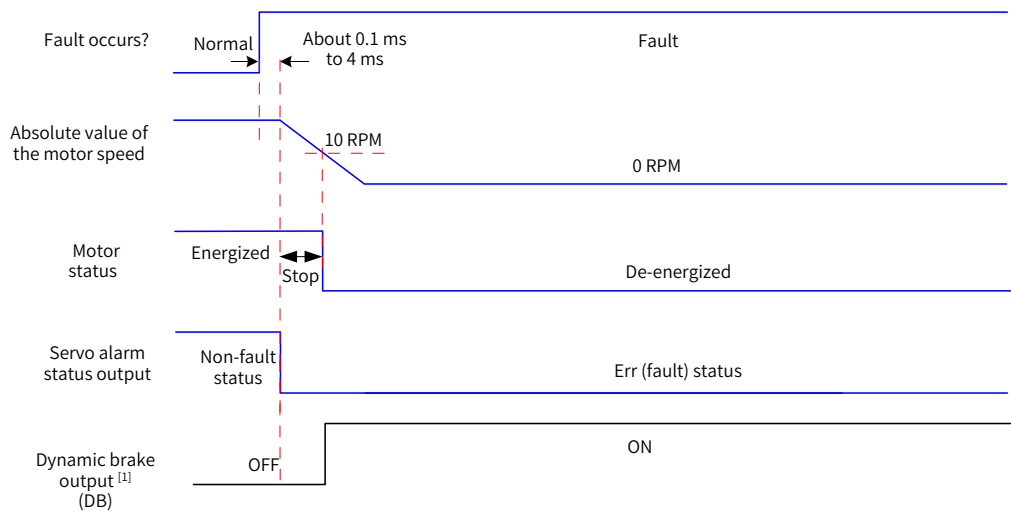 Fault occurs?
Normal
About 0.1 ms
to 4 ms
Fault
Absolute value of
the motor speed
10 RPM
0 RPM
Motor
status
Energized
Stop
De-energized
Servo alarm
status output
Non-fault
status
Err (fault) status
Dynamic brake
output [1]
(DB)
OFF
ON